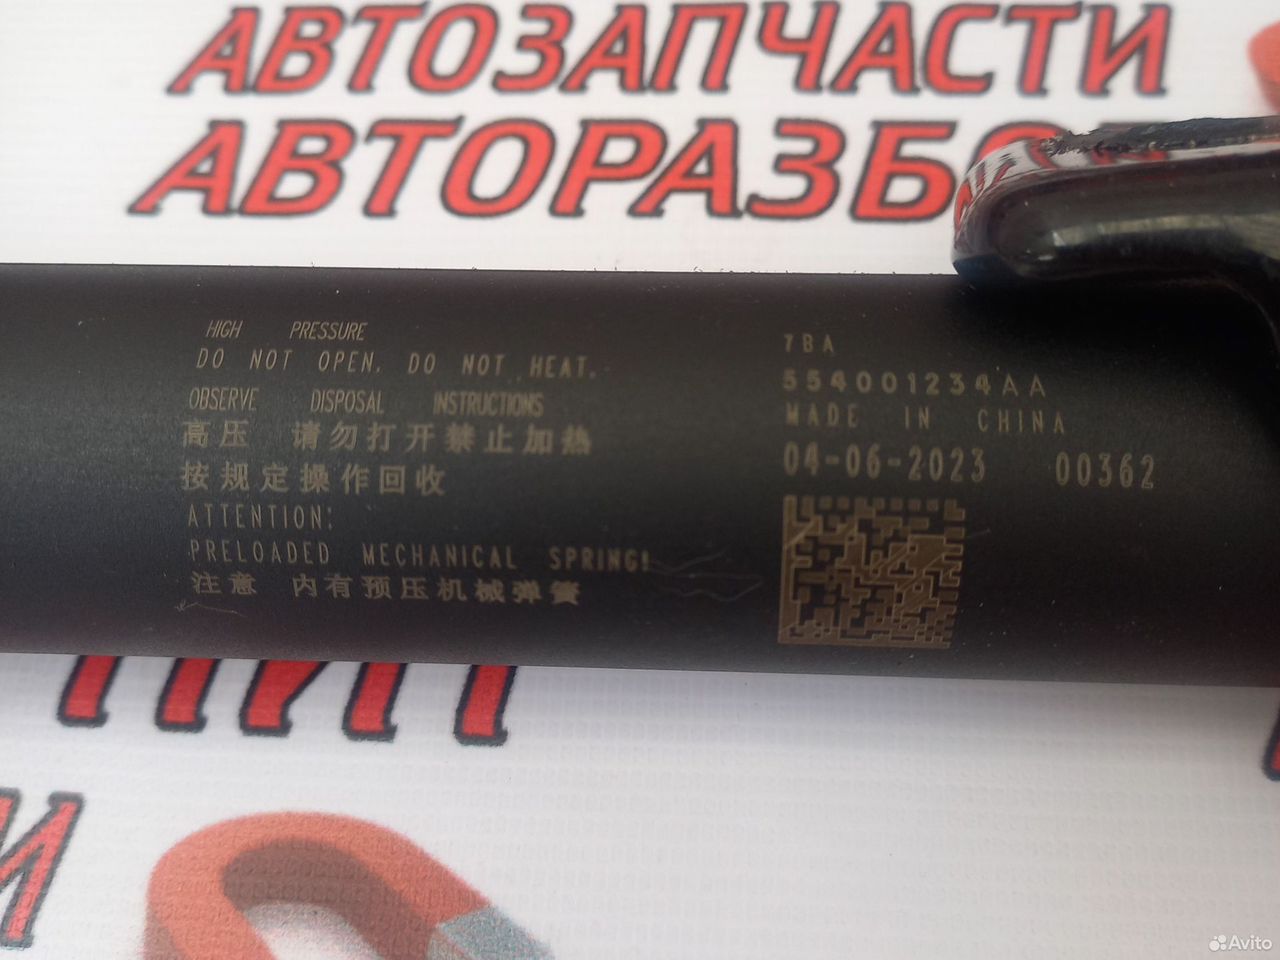 АВТОЗАПЧАСТИ
АВТОРАЗБО
HIGH PRESSURE
DO NOT OPEN. DO NOT HEAT.
OBSERVE DISPOSAL INSTRUCTIONS
高压 请勿打开禁止加热
按规定操作回收
ATTENTION:
PRELOADED MECHANICAL SPRING!
注意 内有预压机械弹簧
7BA
554001234AA
MADE IN CHINA
04-06-2023 00362
Avito